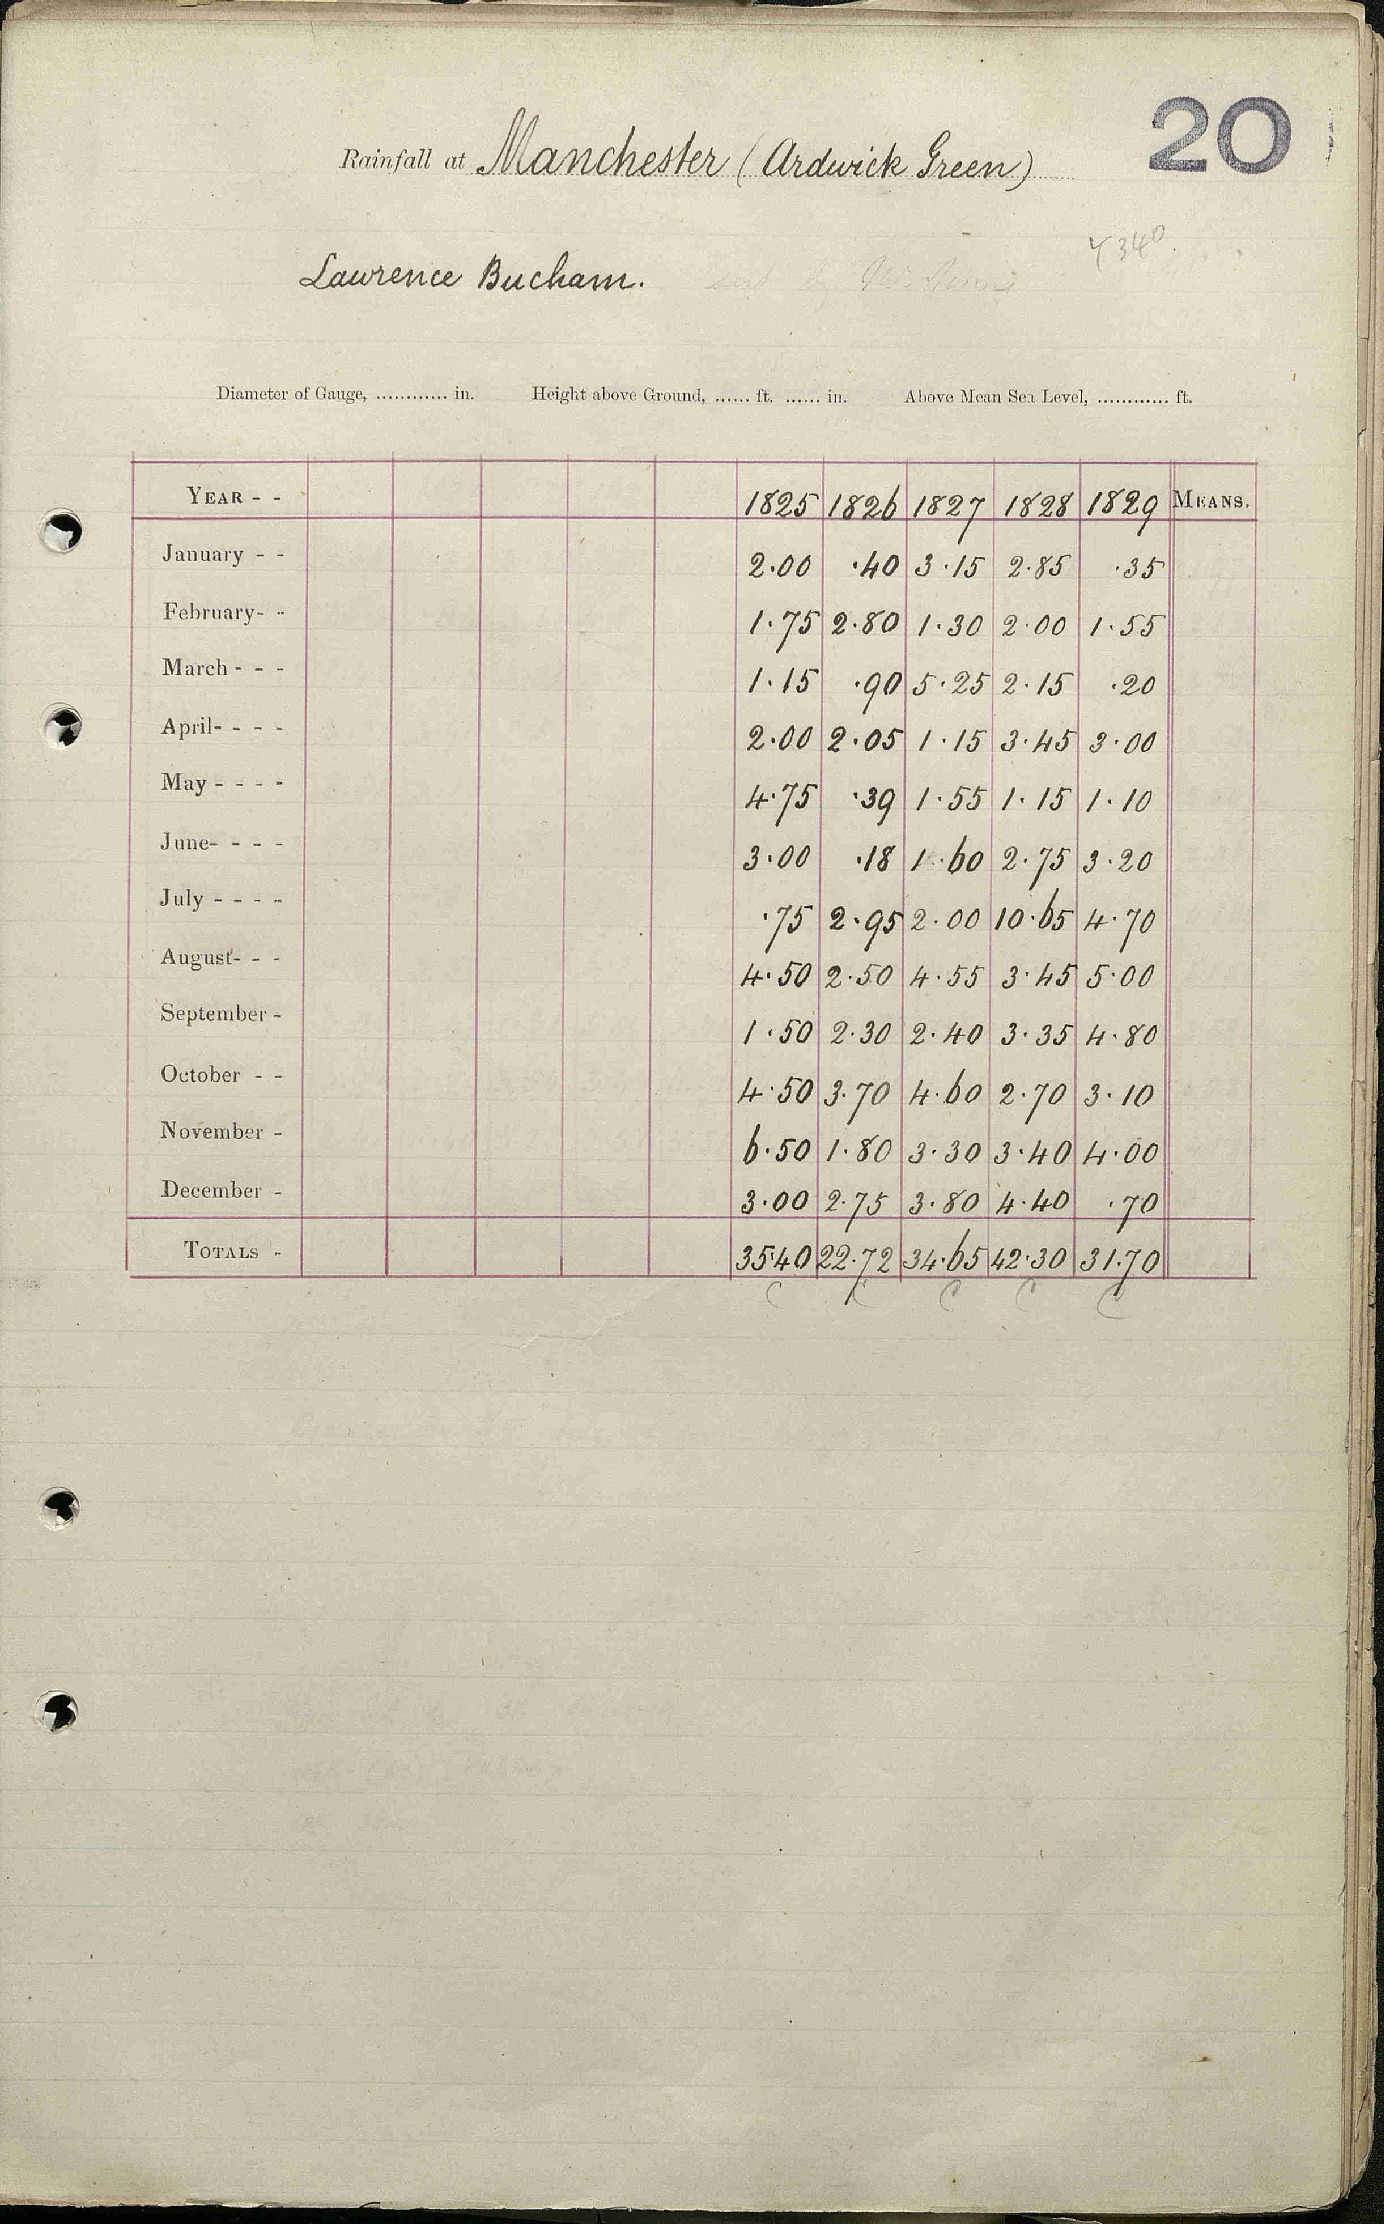 20
Rainfall at Manchester (Ardwick Green)
4340
Lawrence Bucham. sent by Mr.
Diameter of Gauge, ............ in. Height above Ground, ...... ft. ...... in. Above Mean Sea Level, ............ ft.
YEAR - - 1825 1826 1827 1828 1829 MEANS.
January - - 2.00 .40 3.15 2.85 .35
February- - 1.75 2.80 1.30 2.00 1.55
March - - - 1.15 .90 5.25 2.15 .20
April- - - - 2.00 2.05 1.15 3.45 3.00
May - - - - 4.75 .39 1.55 1.15 1.10
June- - - - 3.00 .18 1.60 2.75 3.20
July - - - - .75 2.95 2.00 10.65 4.70
August- - - 4.50 2.50 4.55 3.45 5.00
September - 1.50 2.30 2.40 3.35 4.80
October - - 4.50 3.70 4.60 2.70 3.10
November - 6.50 1.80 3.30 3.40 4.00
December - 3.00 2.75 3.80 4.40 .70
TOTALS - 35.40 22.72 34.65 42.30 31.70
C C C C C